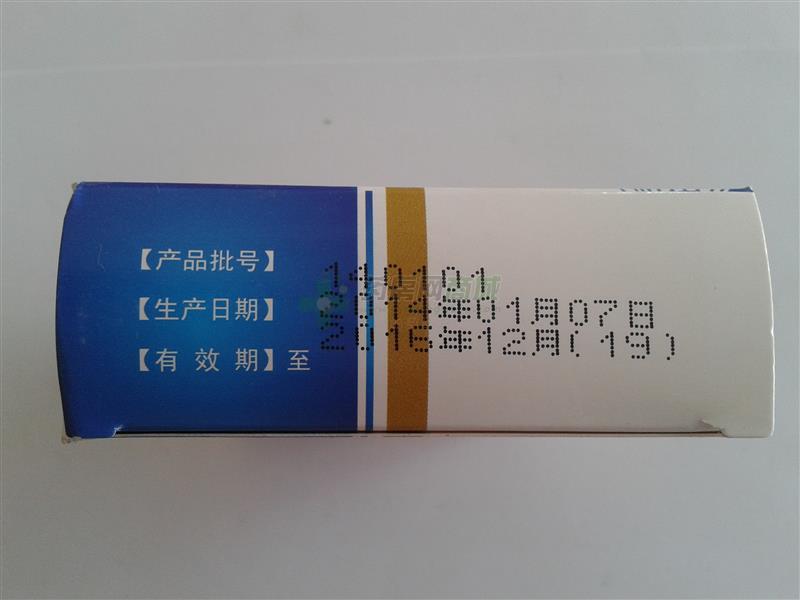 【产品批号】 140101
【生产日期】 2014年01月07日
【有 效 期】至 2016年12月(19)